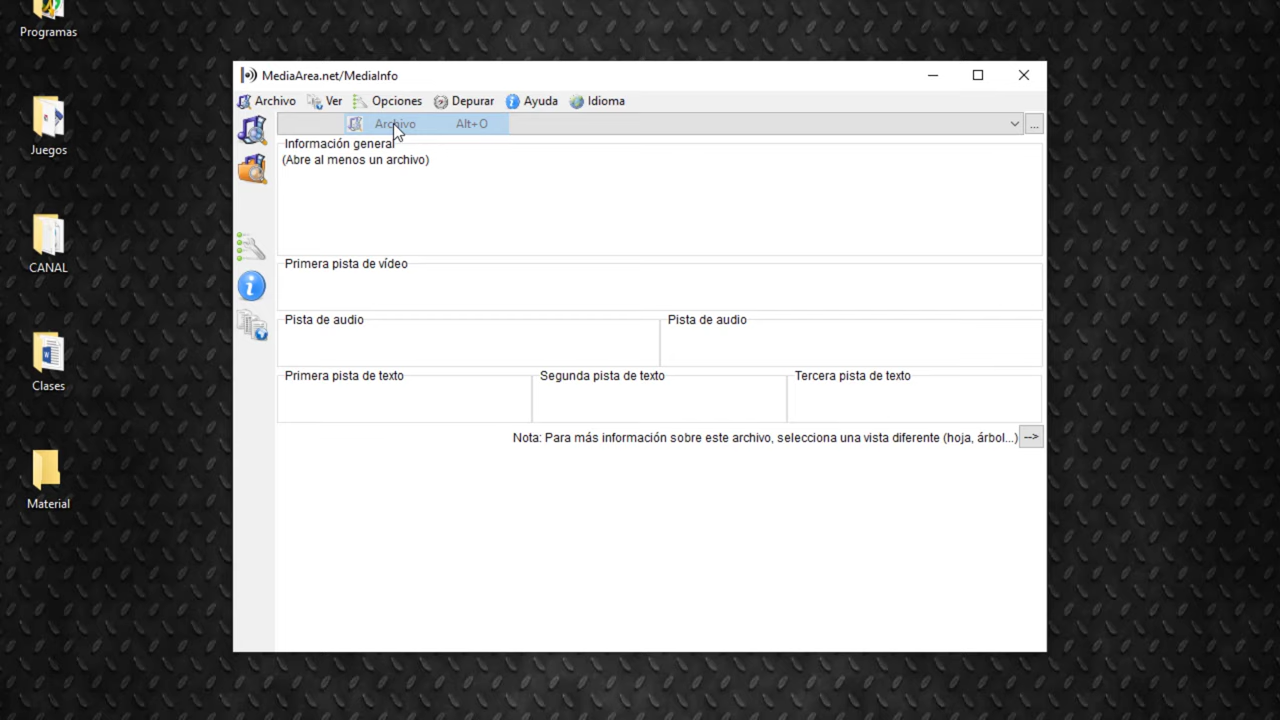 Programas
Juegos
CANAL
Clases
Material
MediaArea.net/MediaInfo
Archivo Ver Opciones Depurar Ayuda Idioma
Archivo Alt+O
...
Información general
(Abre al menos un archivo)
Primera pista de vídeo
Pista de audio Pista de audio
Primera pista de texto Segunda pista de texto Tercera pista de texto
Nota: Para más información sobre este archivo, selecciona una vista diferente (hoja, árbol...) -->